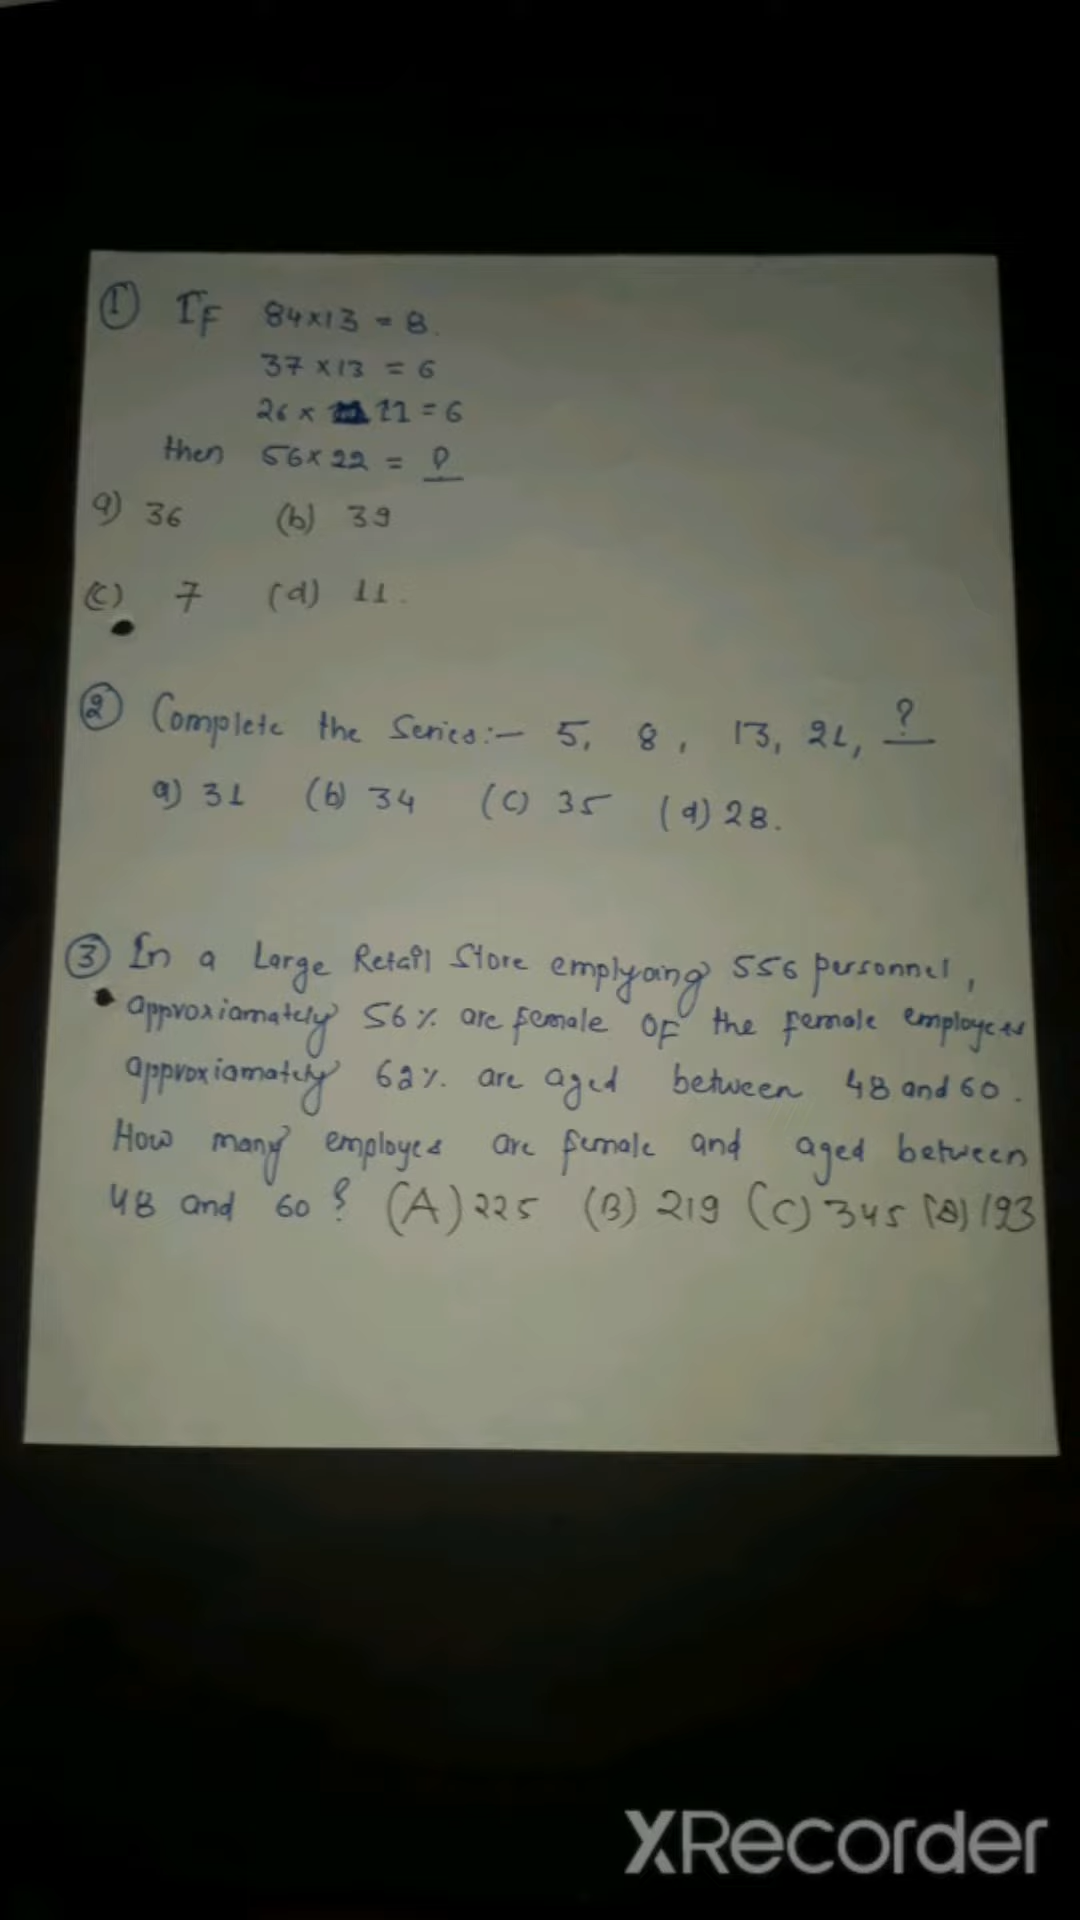 ① IF 84×13 = 8.
37 × 13 = 6
26 × 11 = 6
then 56×22 = ?
a) 36 (b) 39
(c) 7 (d) 11.
② Complete the Series:- 5, 8, 13, 21, ?
a) 31 (b) 34 (c) 35 (d) 28.
③ In a Large Retail Store emplyoing 556 personnel,
approxiamately 56% are female OF the female employees
approxiamately 62% are aged between 48 and 60.
How many employes are female and aged between
48 and 60? (A) 225 (B) 219 (C) 345 (D) 193
XRecorder